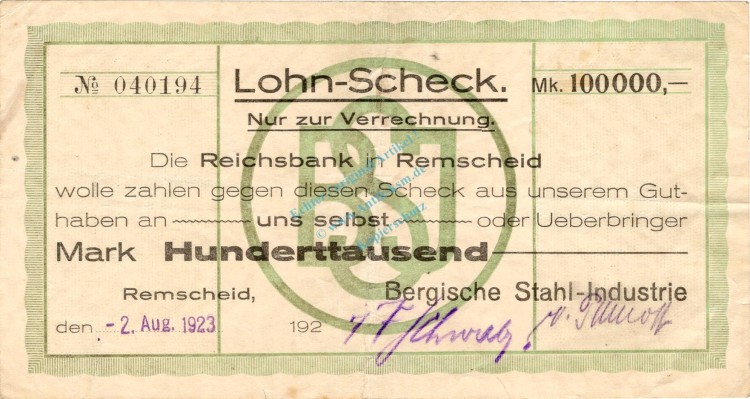 № 040194 Lohn-Scheck. Mk. 100000,—
Nur zur Verrechnung.
Die Reichsbank in Remscheid
wolle zahlen gegen diesen Scheck aus unserem Gut-
haben an uns selbst oder Ueberbringer
Mark Hunderttausend
Remscheid, Bergische Stahl-Industrie
den - 2. Aug. 1923 192
BSI